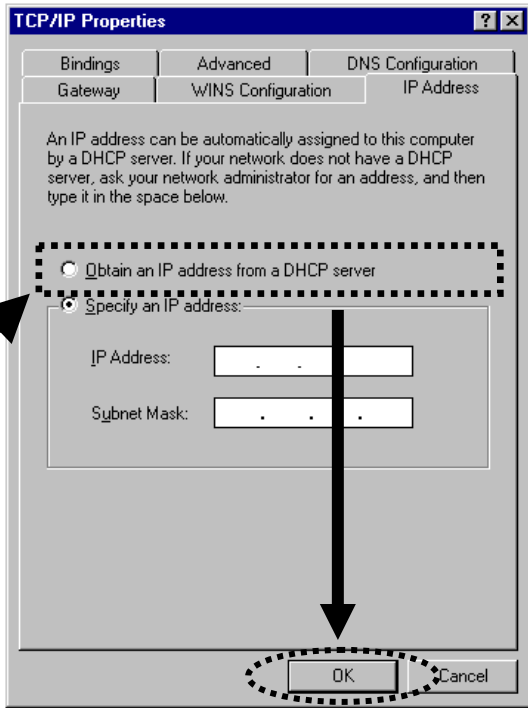 TCP/IP Properties
Bindings Advanced DNS Configuration
Gateway WINS Configuration IP Address
An IP address can be automatically assigned to this computer
by a DHCP server. If your network does not have a DHCP
server, ask your network administrator for an address, and then
type it in the space below.
Obtain an IP address from a DHCP server
Specify an IP address:
IP Address:
Subnet Mask:
OK Cancel